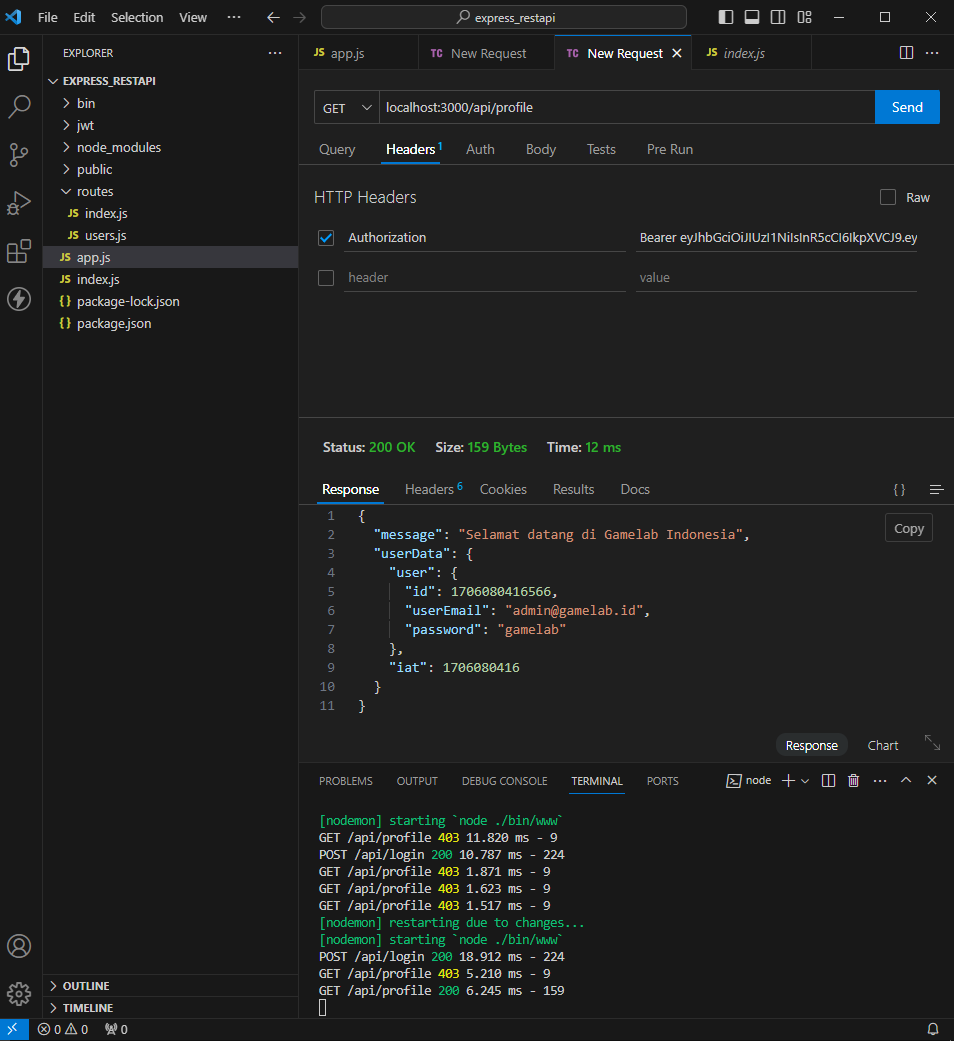 File Edit Selection View ··· express_restapi
EXPLORER ···
EXPRESS_RESTAPI
bin
jwt
node_modules
public
routes
JS index.js
JS users.js
JS app.js
JS index.js
{} package-lock.json
{} package.json
OUTLINE
TIMELINE
JS app.js TC New Request TC New Request JS index.js ···
GET localhost:3000/api/profile Send
Query Headers 1 Auth Body Tests Pre Run
HTTP Headers Raw
Authorization Bearer eyJhbGciOiJIUzI1NiIsInR5cCI6IkpXVCJ9.ey
header value
Status: 200 OK Size: 159 Bytes Time: 12 ms
Response Headers 6 Cookies Results Docs {}
Copy
1 {
2 "message": "Selamat datang di Gamelab Indonesia",
3 "userData": {
4 "user": {
5 "id": 1706080416566,
6 "userEmail": "admin@gamelab.id",
7 "password": "gamelab"
8 },
9 "iat": 1706080416
10 }
11 }
Response Chart
PROBLEMS OUTPUT DEBUG CONSOLE TERMINAL PORTS node ···
[nodemon] starting `node ./bin/www`
GET /api/profile 403 11.820 ms - 9
POST /api/login 200 10.787 ms - 224
GET /api/profile 403 1.871 ms - 9
GET /api/profile 403 1.623 ms - 9
GET /api/profile 403 1.517 ms - 9
[nodemon] restarting due to changes...
[nodemon] starting `node ./bin/www`
POST /api/login 200 18.912 ms - 224
GET /api/profile 403 5.210 ms - 9
GET /api/profile 200 6.245 ms - 159
0 0 0